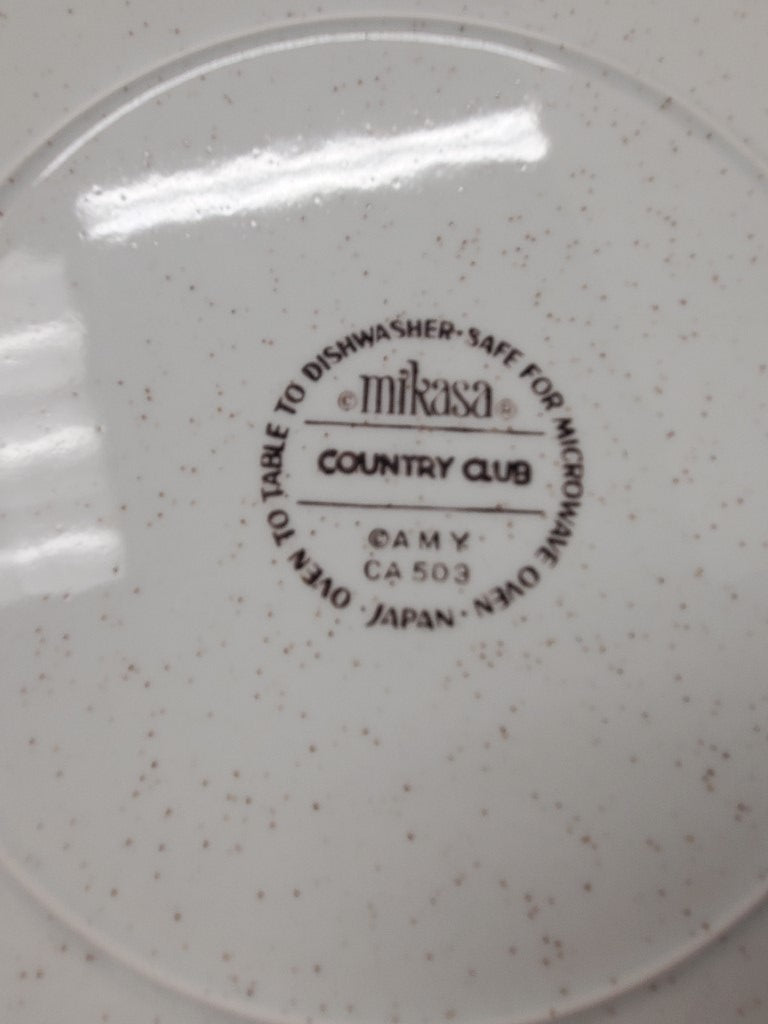 OVEN TO TABLE TO DISHWASHER · SAFE FOR MICROWAVE OVEN · JAPAN ·
© mikasa ®
COUNTRY CLUB
© AMY
CA 503